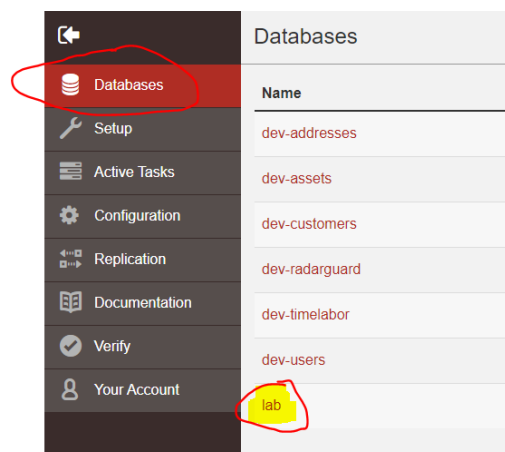 Databases
Setup
Active Tasks
Configuration
Replication
Documentation
Verify
Your Account
Databases
Name
dev-addresses
dev-assets
dev-customers
dev-radarguard
dev-timelabor
dev-users
lab